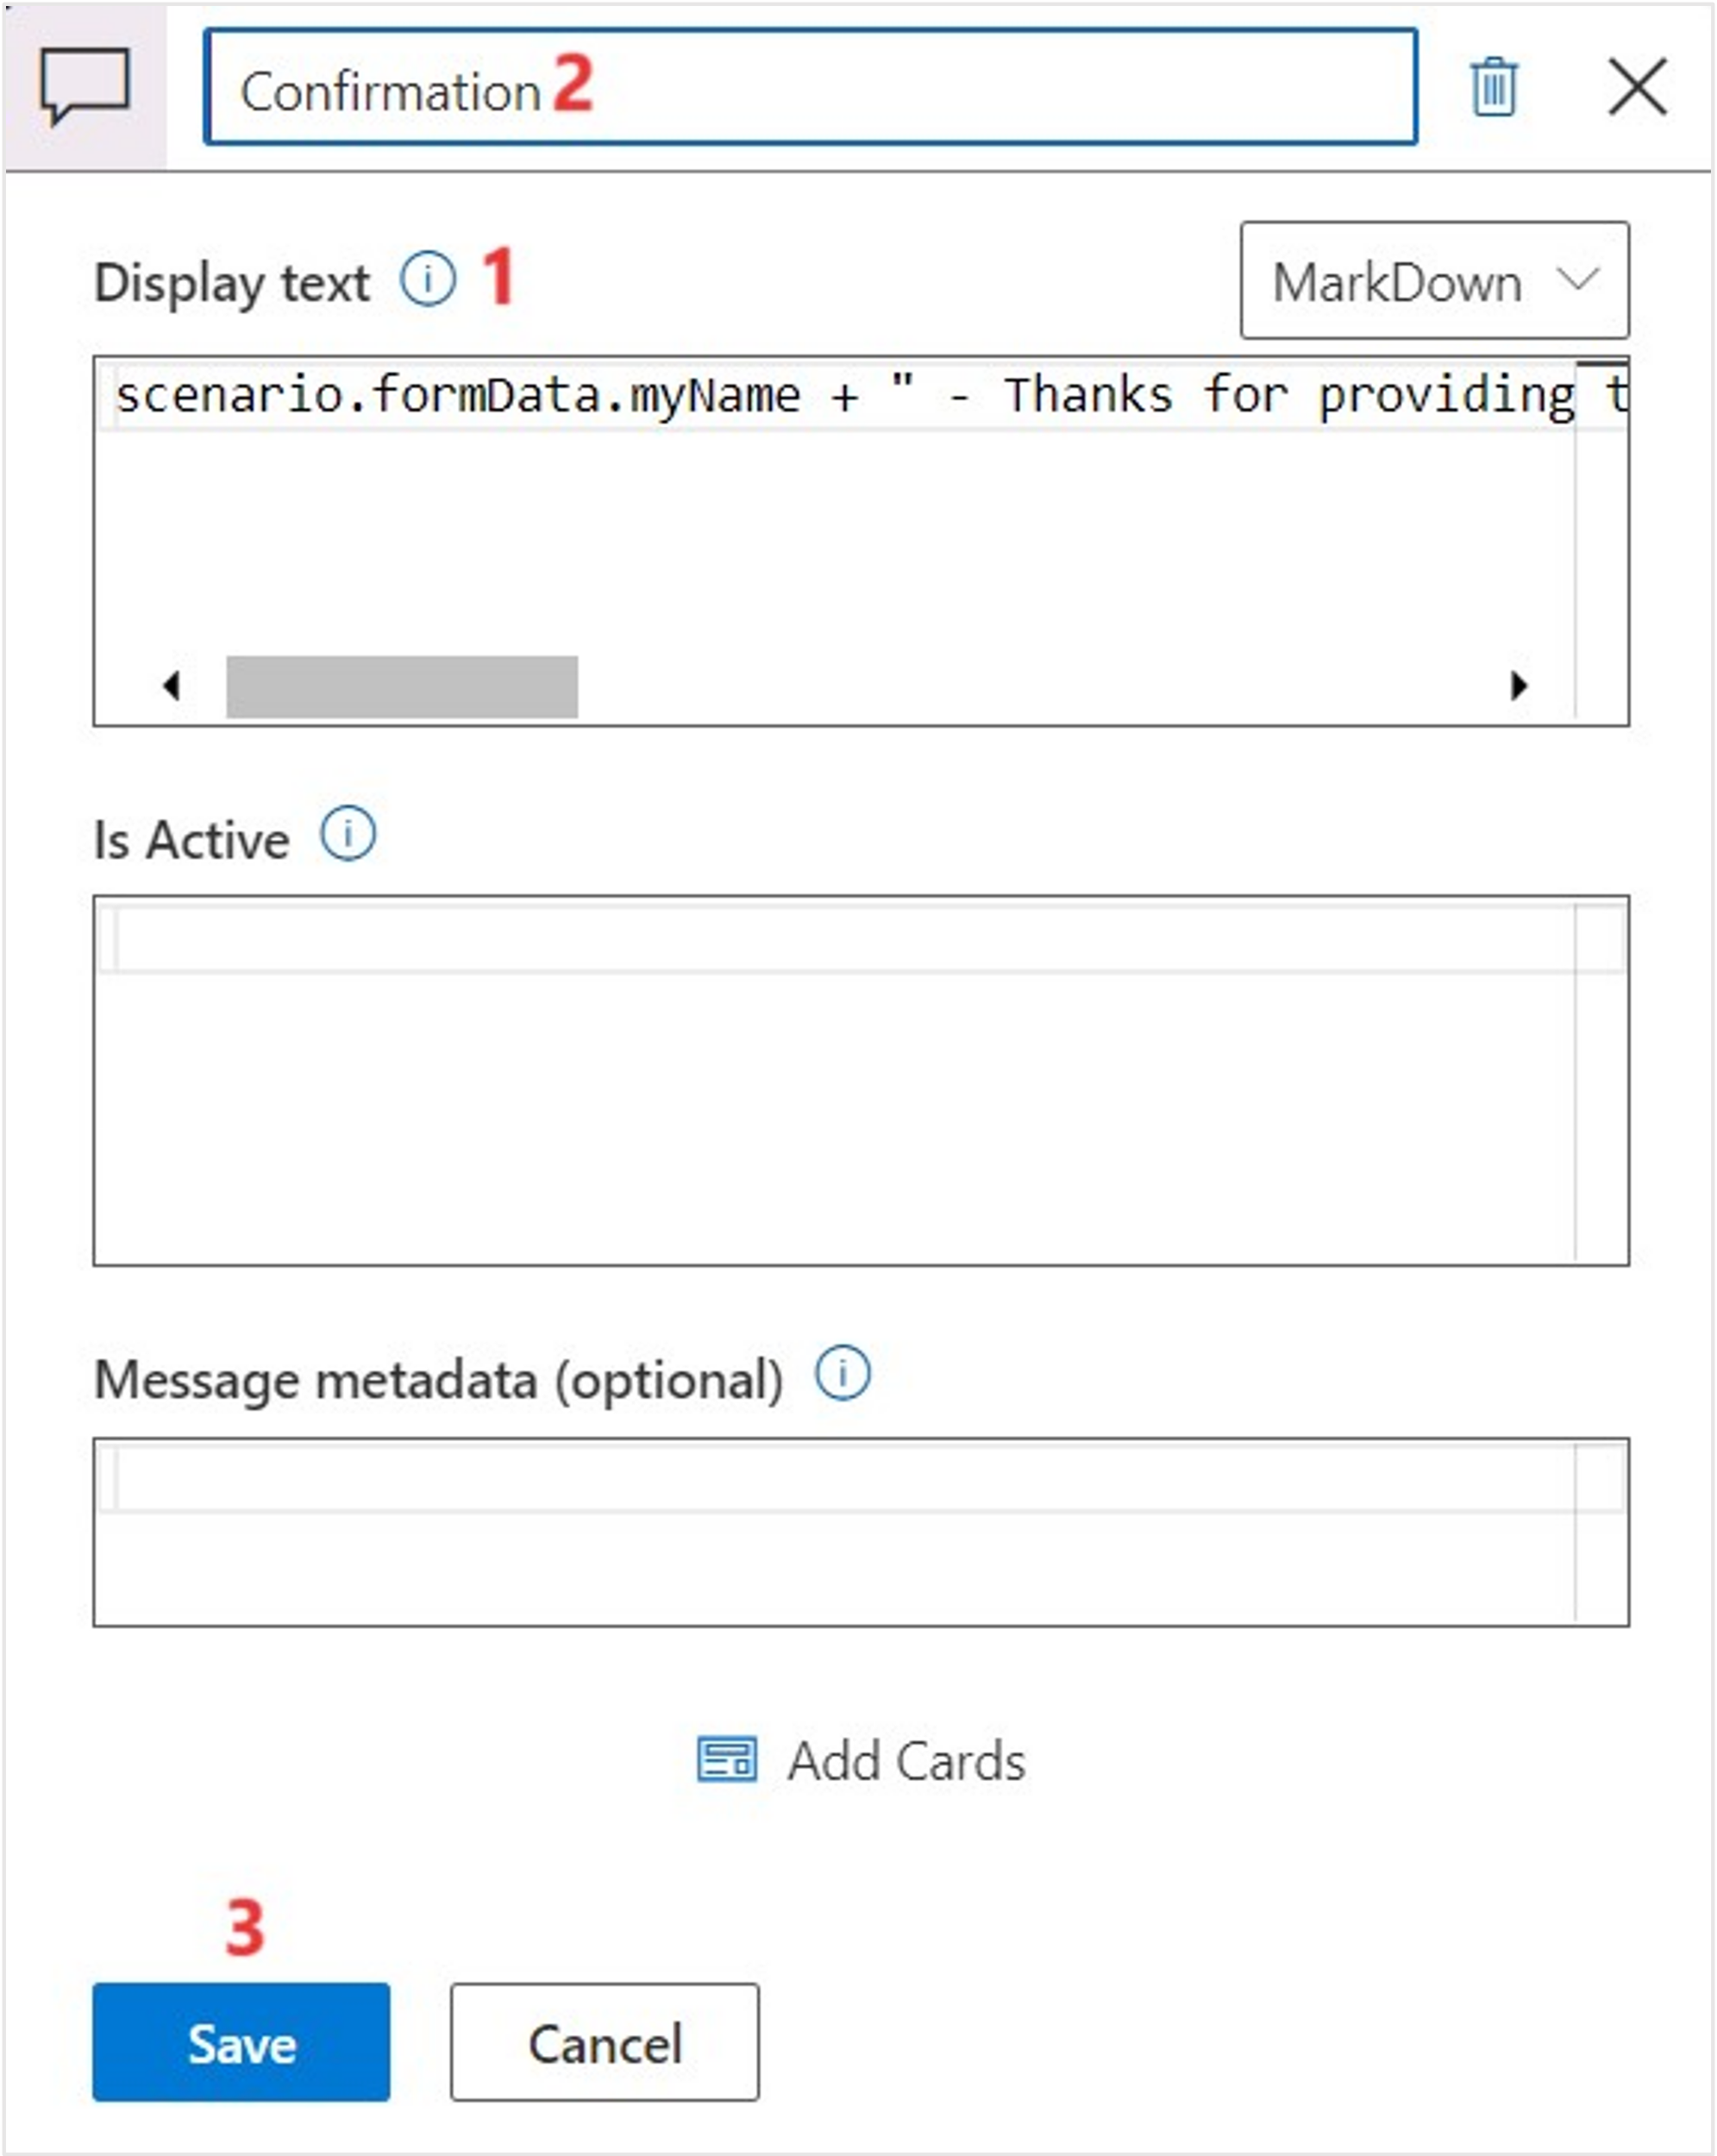 Confirmation 2
Display text i 1
MarkDown
scenario.formData.myName + " - Thanks for providing t
Is Active i
Message metadata (optional) i
Add Cards
3
Save Cancel